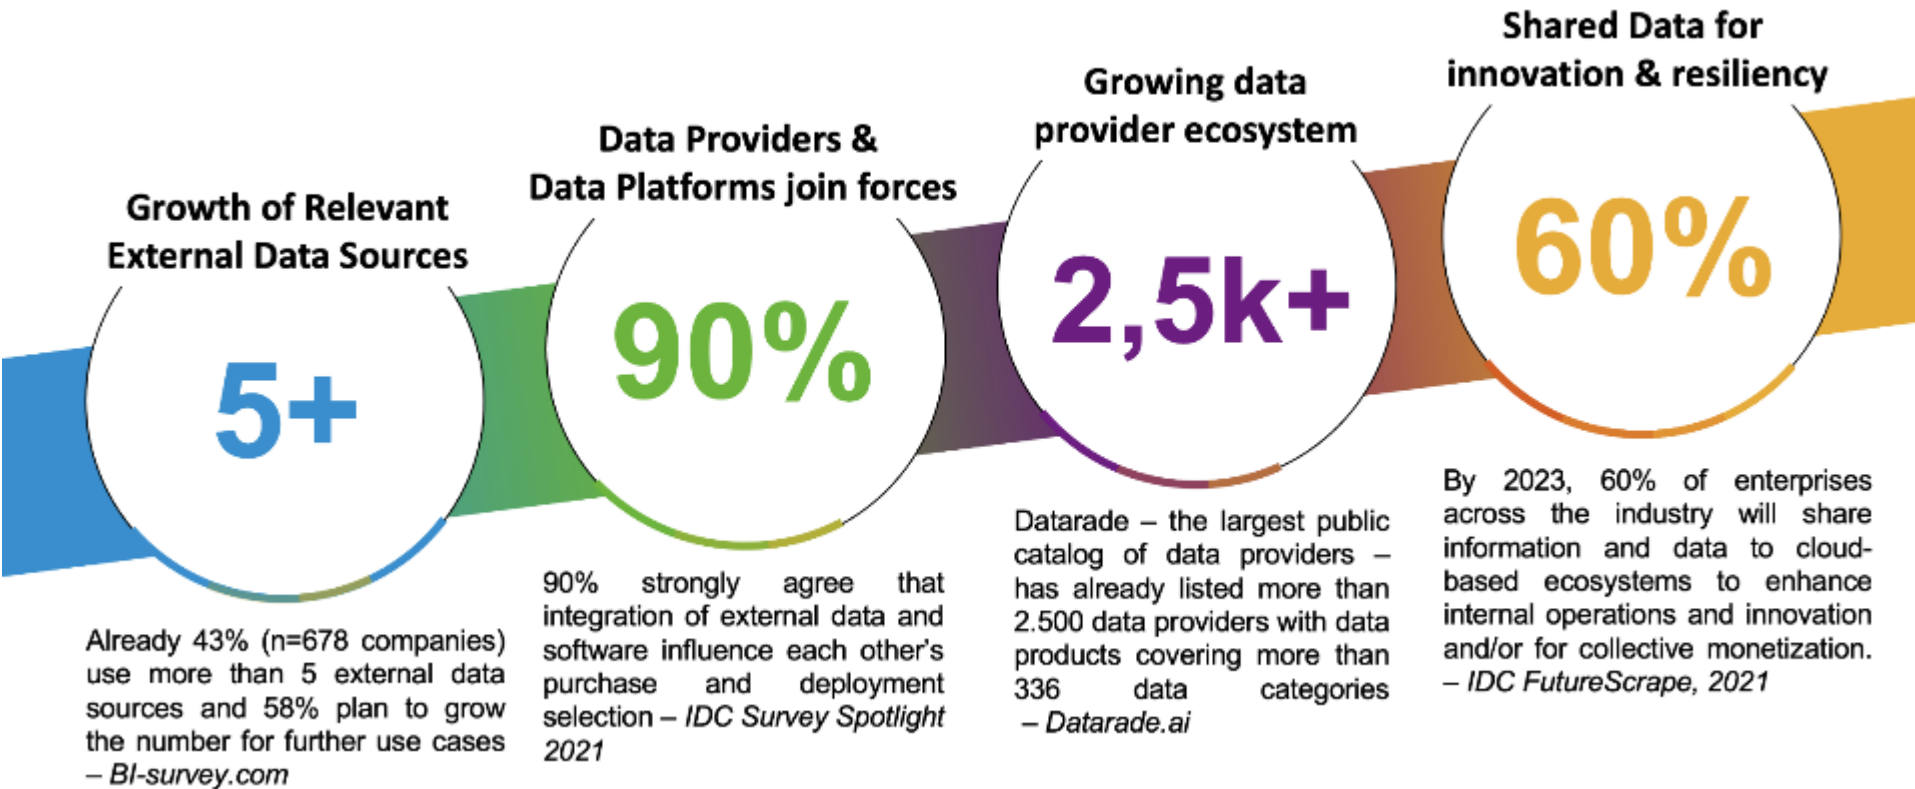 Growth of Relevant
External Data Sources
5+
Already 43% (n=678 companies)
use more than 5 external data
sources and 58% plan to grow
the number for further use cases
– BI-survey.com
Data Providers &
Data Platforms join forces
90%
90% strongly agree that
integration of external data and
software influence each other's
purchase and deployment
selection – IDC Survey Spotlight
2021
Growing data
provider ecosystem
2,5k+
Datarade – the largest public
catalog of data providers –
has already listed more than
2.500 data providers with data
products covering more than
336 data categories
– Datarade.ai
Shared Data for
innovation & resiliency
60%
By 2023, 60% of enterprises
across the industry will share
information and data to cloud-
based ecosystems to enhance
internal operations and innovation
and/or for collective monetization.
– IDC FutureScrape, 2021